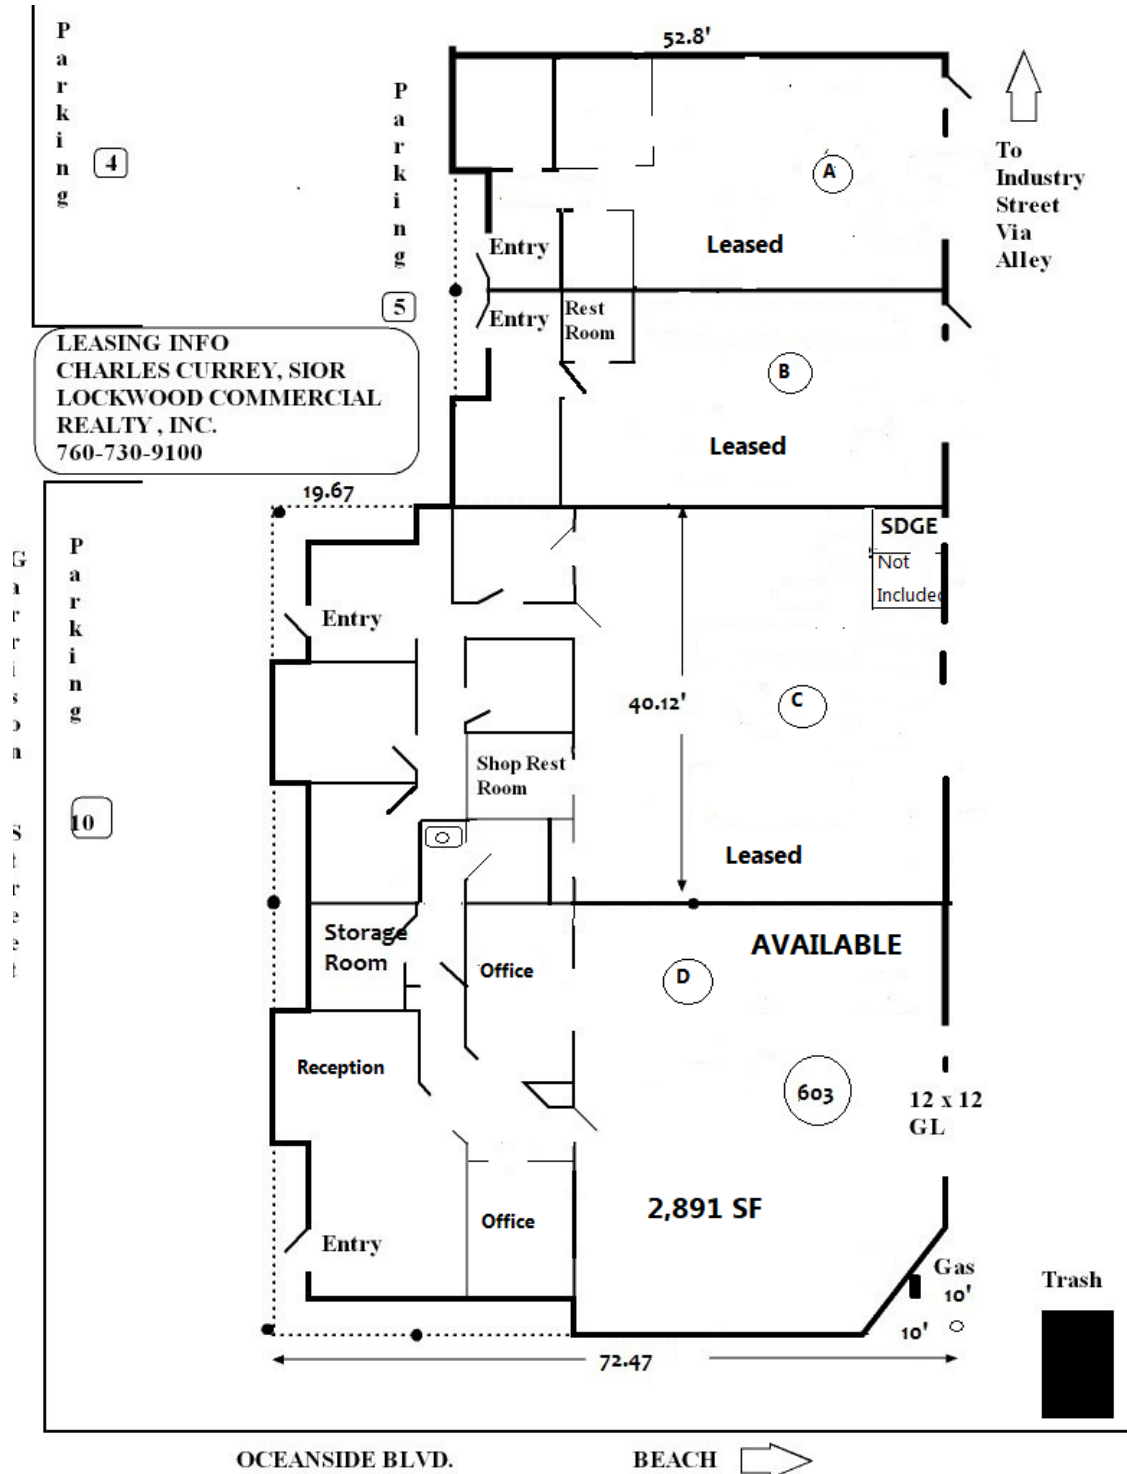 52.8'
Parking
4
Parking
5
A
To
Industry
Street
Via
Alley
Entry
Leased
Entry
Rest
Room
B
Leased
LEASING INFO
CHARLES CURREY, SIOR
LOCKWOOD COMMERCIAL
REALTY , INC.
760-730-9100
19.67
SDGE
Not
Included
Garrison Street
Parking
10
Entry
40.12'
C
Shop Rest
Room
Leased
Storage
Room
Office
AVAILABLE
D
Reception
603
12 x 12
GL
2,891 SF
Office
Entry
Gas
10'
10'
Trash
72.47
OCEANSIDE BLVD.
BEACH